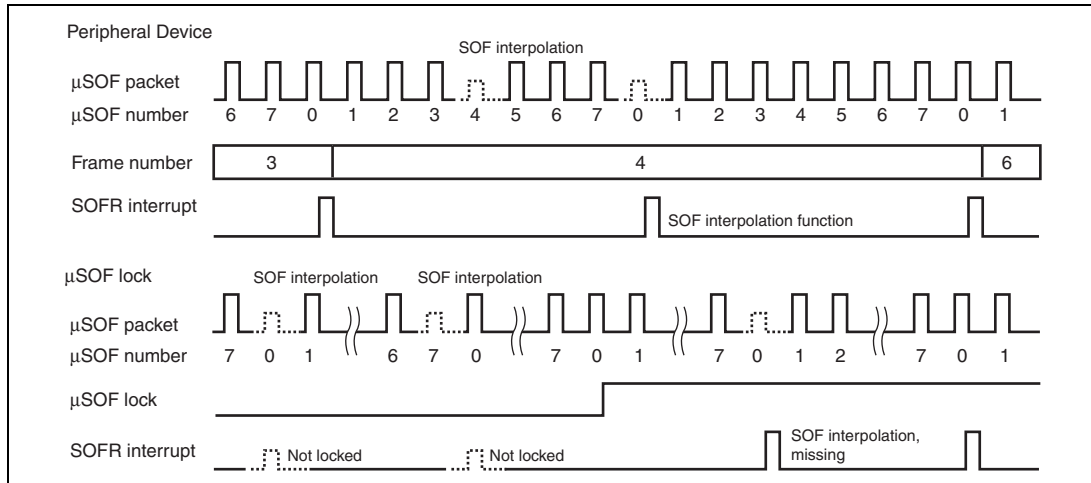 Peripheral Device
SOF interpolation
μSOF packet
μSOF number 6 7 0 1 2 3 4 5 6 7 0 1 2 3 4 5 6 7 0 1
Frame number 3 4 6
SOFR interrupt SOF interpolation function
μSOF lock SOF interpolation SOF interpolation
μSOF packet
μSOF number 7 0 1 6 7 0 7 0 1 7 0 1 2 7 0 1
μSOF lock
SOFR interrupt Not locked Not locked SOF interpolation,
missing